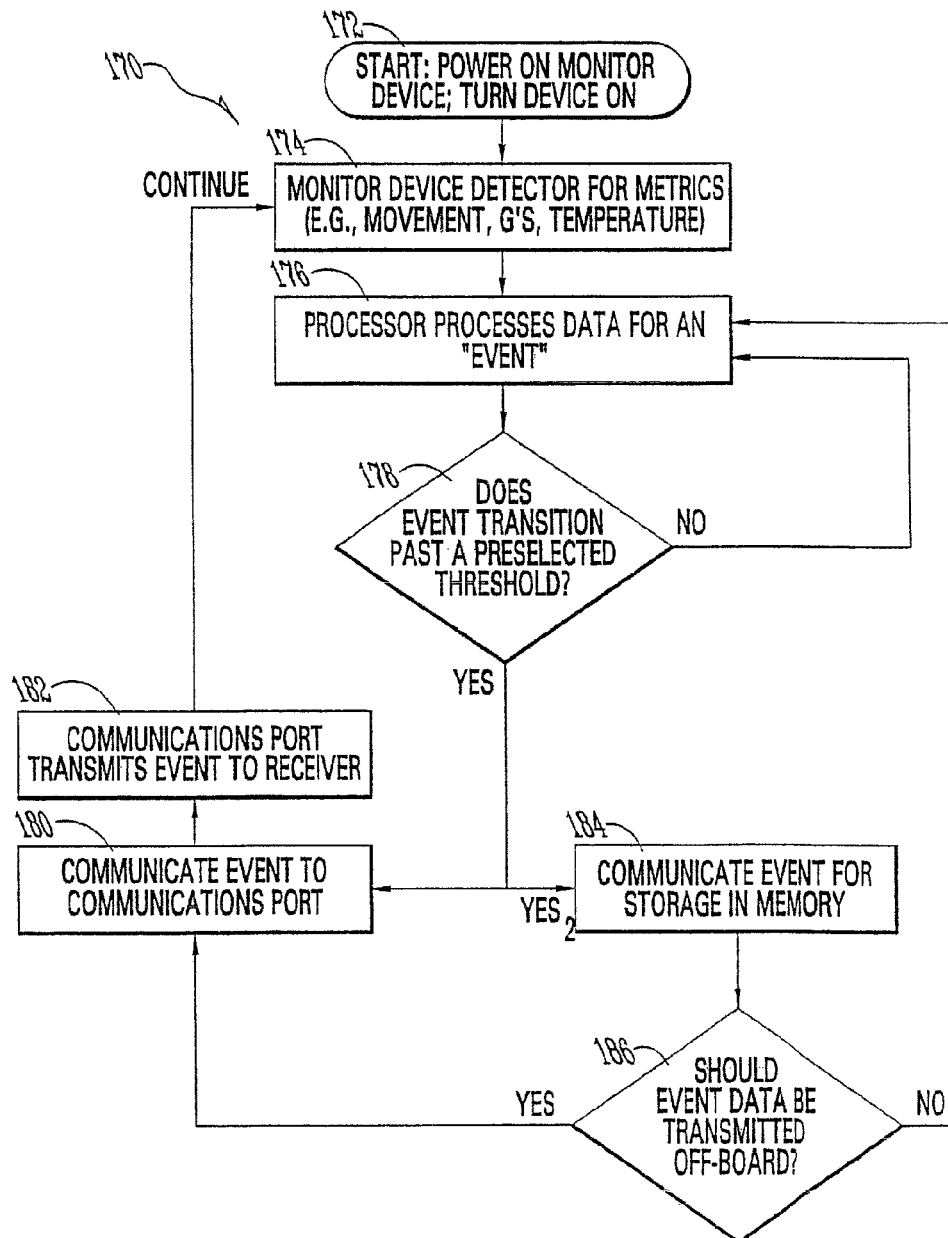 172
START: POWER ON MONITOR
DEVICE; TURN DEVICE ON
170
174
CONTINUE
MONITOR DEVICE DETECTOR FOR METRICS
(E.G., MOVEMENT, G'S, TEMPERATURE)
176
PROCESSOR PROCESSES DATA FOR AN
"EVENT"
178
DOES
EVENT TRANSITION
PAST A PRESELECTED
THRESHOLD?
NO
YES
182
COMMUNICATIONS PORT
TRANSMITS EVENT TO RECEIVER
180
COMMUNICATE EVENT TO
COMMUNICATIONS PORT
YES2
184
COMMUNICATE EVENT FOR
STORAGE IN MEMORY
186
SHOULD
EVENT DATA BE
TRANSMITTED
OFF-BOARD?
YES
NO